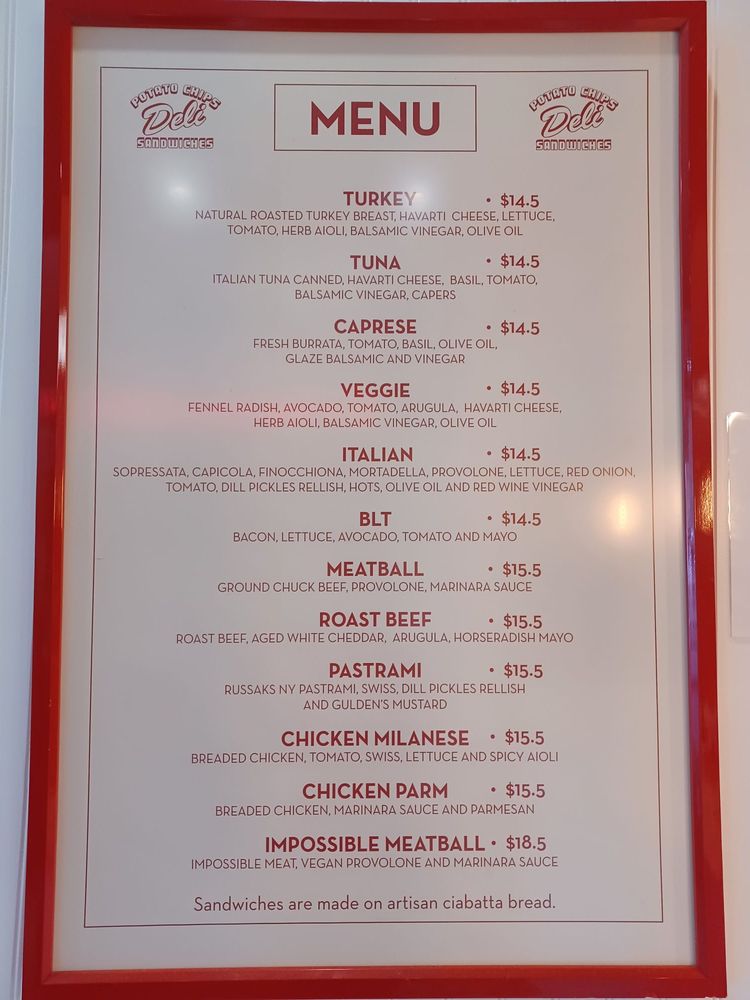 POTATO CHIPS
Deli
SANDWICHES
MENU
POTATO CHIPS
Deli
SANDWICHES
TURKEY • $14.5
NATURAL ROASTED TURKEY BREAST, HAVARTI CHEESE, LETTUCE,
TOMATO, HERB AIOLI, BALSAMIC VINEGAR, OLIVE OIL
TUNA • $14.5
ITALIAN TUNA CANNED, HAVARTI CHEESE, BASIL, TOMATO,
BALSAMIC VINEGAR, CAPERS
CAPRESE • $14.5
FRESH BURRATA, TOMATO, BASIL, OLIVE OIL,
GLAZE BALSAMIC AND VINEGAR
VEGGIE • $14.5
FENNEL RADISH, AVOCADO, TOMATO, ARUGULA, HAVARTI CHEESE,
HERB AIOLI, BALSAMIC VINEGAR, OLIVE OIL
ITALIAN • $14.5
SOPRESSATA, CAPICOLA, FINOCCHIONA, MORTADELLA, PROVOLONE, LETTUCE, RED ONION,
TOMATO, DILL PICKLES RELLISH, HOTS, OLIVE OIL AND RED WINE VINEGAR
BLT • $14.5
BACON, LETTUCE, AVOCADO, TOMATO AND MAYO
MEATBALL • $15.5
GROUND CHUCK BEEF, PROVOLONE, MARINARA SAUCE
ROAST BEEF • $15.5
ROAST BEEF, AGED WHITE CHEDDAR, ARUGULA, HORSERADISH MAYO
PASTRAMI • $15.5
RUSSAKS NY PASTRAMI, SWISS, DILL PICKLES RELLISH
AND GULDEN'S MUSTARD
CHICKEN MILANESE • $15.5
BREADED CHICKEN, TOMATO, SWISS, LETTUCE AND SPICY AIOLI
CHICKEN PARM • $15.5
BREADED CHICKEN, MARINARA SAUCE AND PARMESAN
IMPOSSIBLE MEATBALL • $18.5
IMPOSSIBLE MEAT, VEGAN PROVOLONE AND MARINARA SAUCE
Sandwiches are made on artisan ciabatta bread.